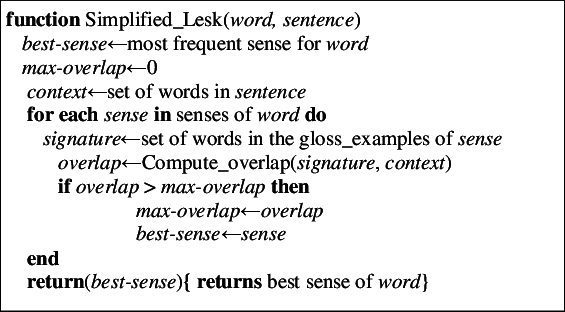 function Simplified_Lesk(word, sentence)
best-sense←most frequent sense for word
max-overlap←0
context←set of words in sentence
for each sense in senses of word do
signature←set of words in the gloss_examples of sense
overlap←Compute_overlap(signature, context)
if overlap > max-overlap then
max-overlap←overlap
best-sense←sense
end
return(best-sense){ returns best sense of word}